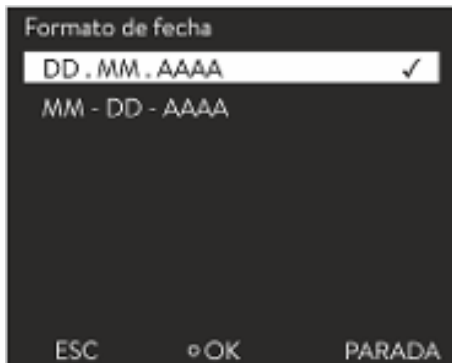 Formato de fecha
DD . MM . AAAA ✓
MM - DD - AAAA
ESC OK PARADA